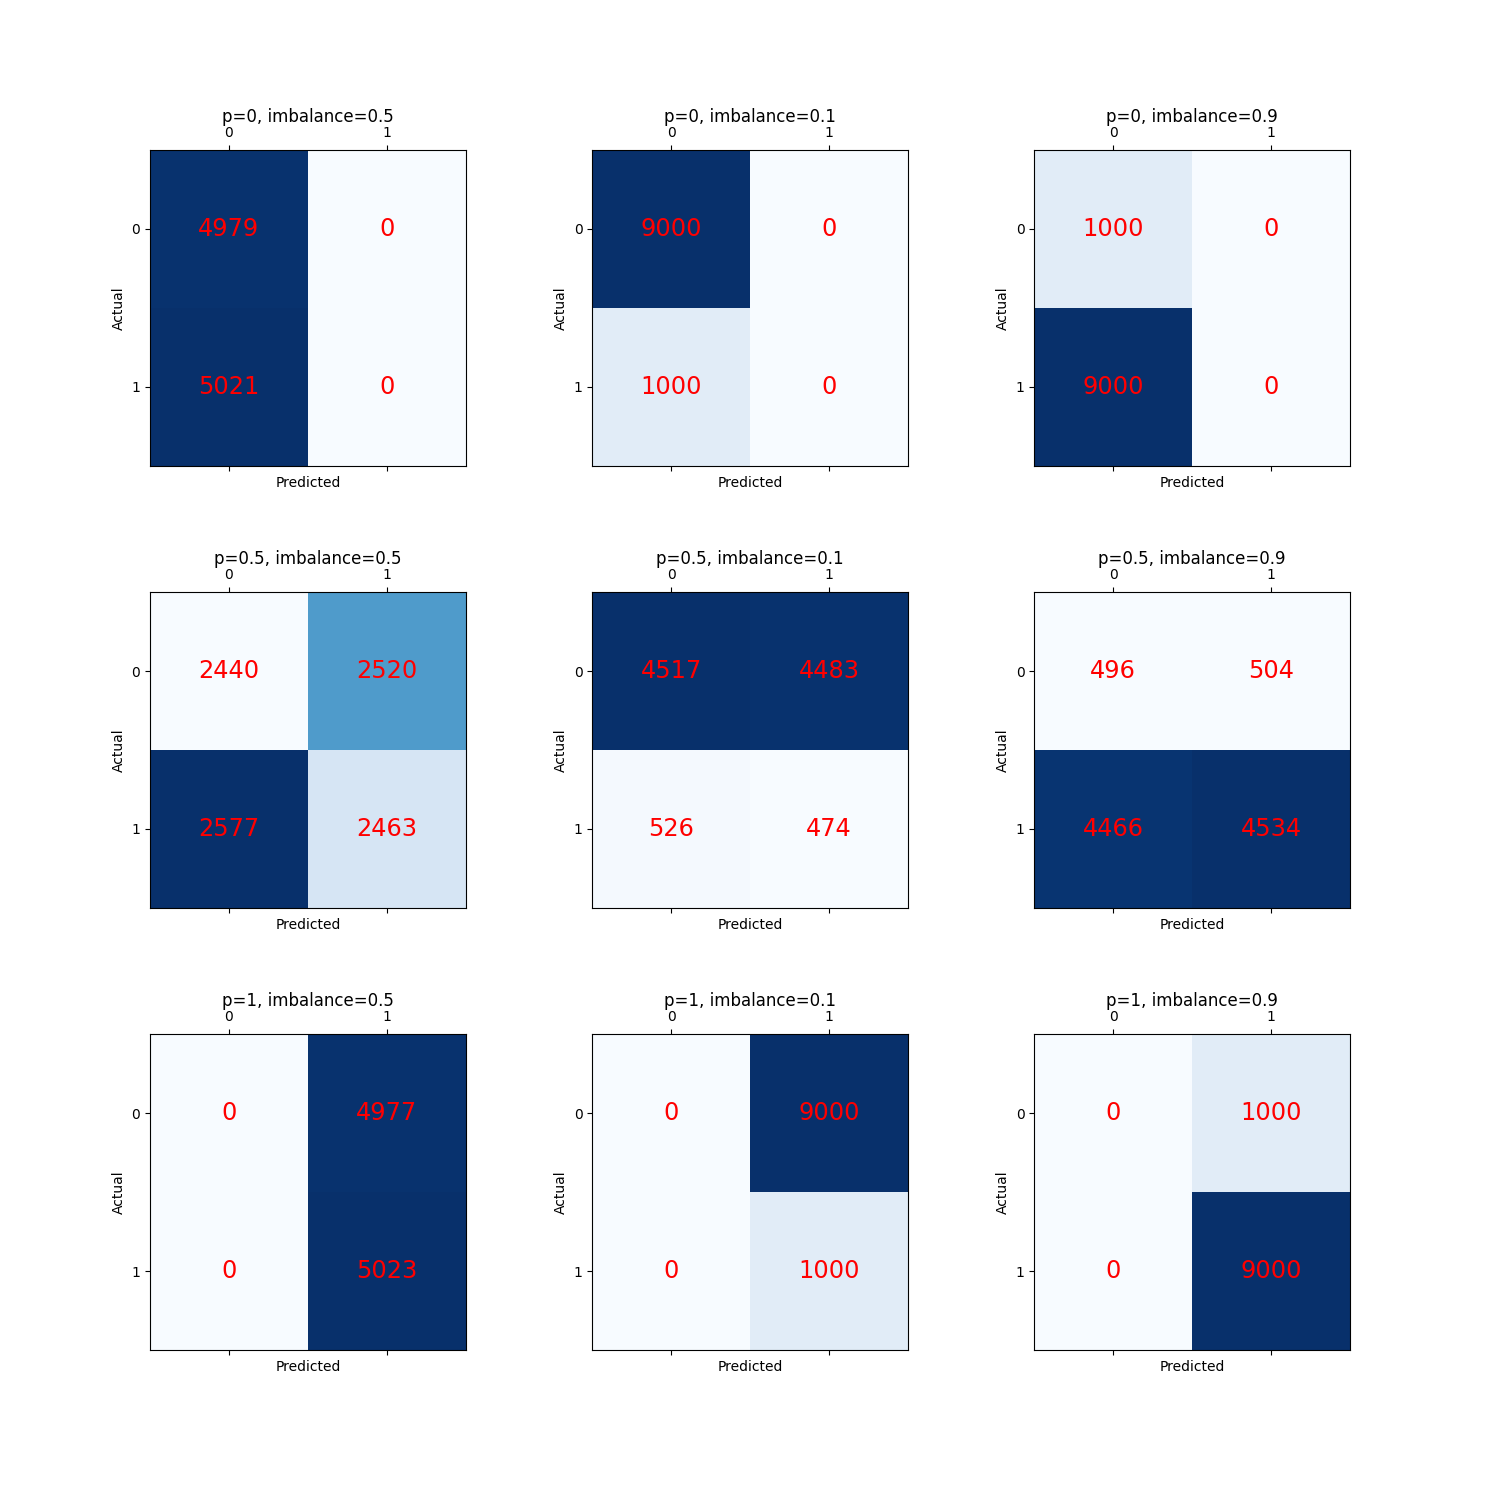 p=0, imbalance=0.5
0 1
0 4979 0
Actual
1 5021 0
Predicted
p=0, imbalance=0.1
0 1
0 9000 0
Actual
1 1000 0
Predicted
p=0, imbalance=0.9
0 1
0 1000 0
Actual
1 9000 0
Predicted
p=0.5, imbalance=0.5
0 1
0 2440 2520
Actual
1 2577 2463
Predicted
p=0.5, imbalance=0.1
0 1
0 4517 4483
Actual
1 526 474
Predicted
p=0.5, imbalance=0.9
0 1
0 496 504
Actual
1 4466 4534
Predicted
p=1, imbalance=0.5
0 1
0 0 4977
Actual
1 0 5023
Predicted
p=1, imbalance=0.1
0 1
0 0 9000
Actual
1 0 1000
Predicted
p=1, imbalance=0.9
0 1
0 0 1000
Actual
1 0 9000
Predicted